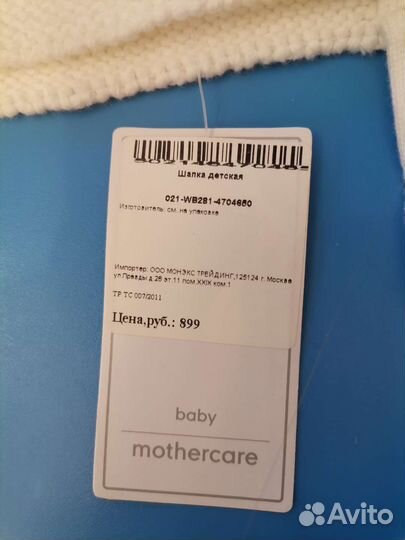 Шапка детская
021-WB281-4704680
Изготовитель: см. на упаковке
Импортер: ООО МОНЭКС ТРЕЙДИНГ,125124 г. Москва
ул.Правды д.26 эт.11 пом.XXIX ком.1
ТР ТС 007/2011
Цена,руб.: 899
baby
mothercare
Avito